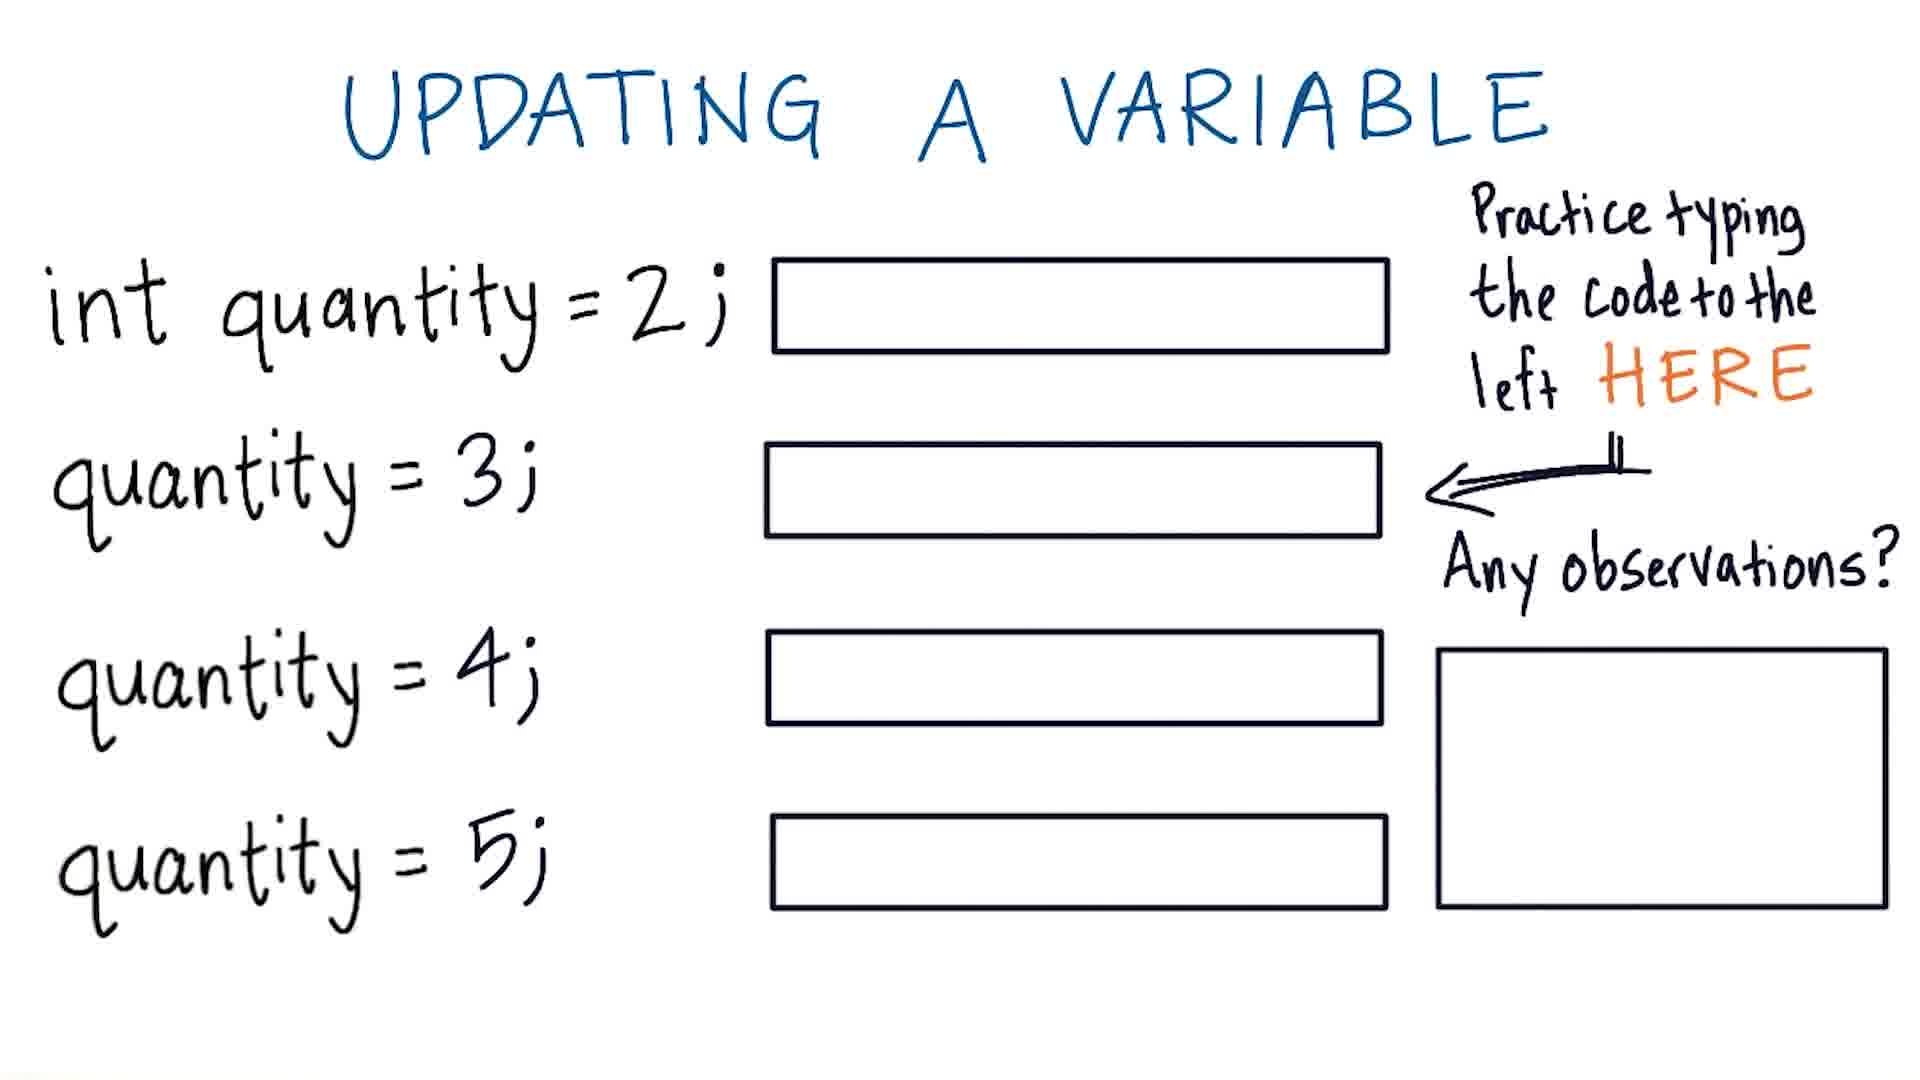 UPDATING A VARIABLE
int quantity = 2;
quantity = 3;
quantity = 4;
quantity = 5;
Practice typing
the code to the
left HERE
Any observations?